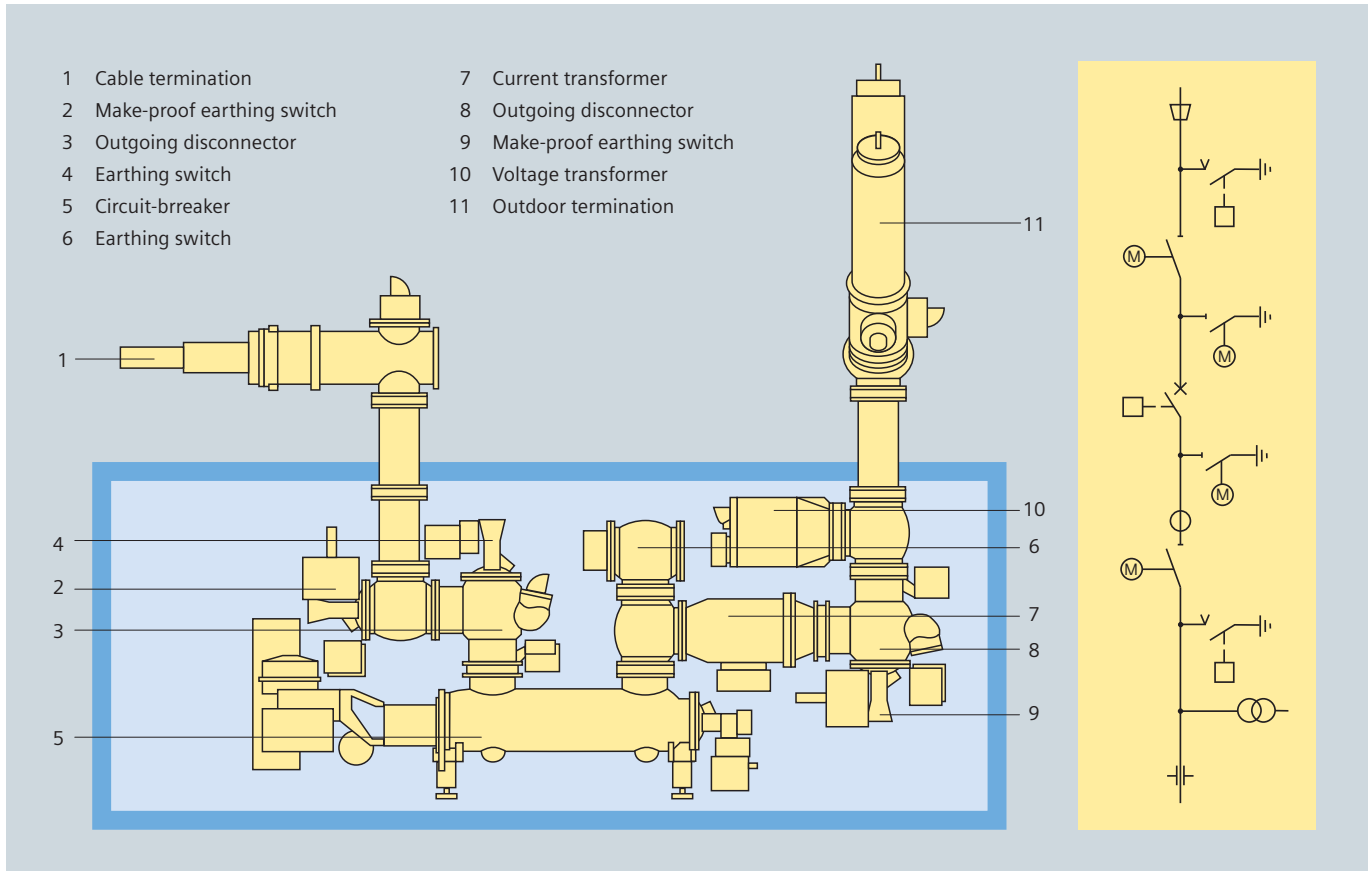 1 Cable termination
2 Make-proof earthing switch
3 Outgoing disconnector
4 Earthing switch
5 Circuit-brreaker
6 Earthing switch
7 Current transformer
8 Outgoing disconnector
9 Make-proof earthing switch
10 Voltage transformer
11 Outdoor termination
11
1
10
4
6
2
7
3
8
9
5
M
M
M
M